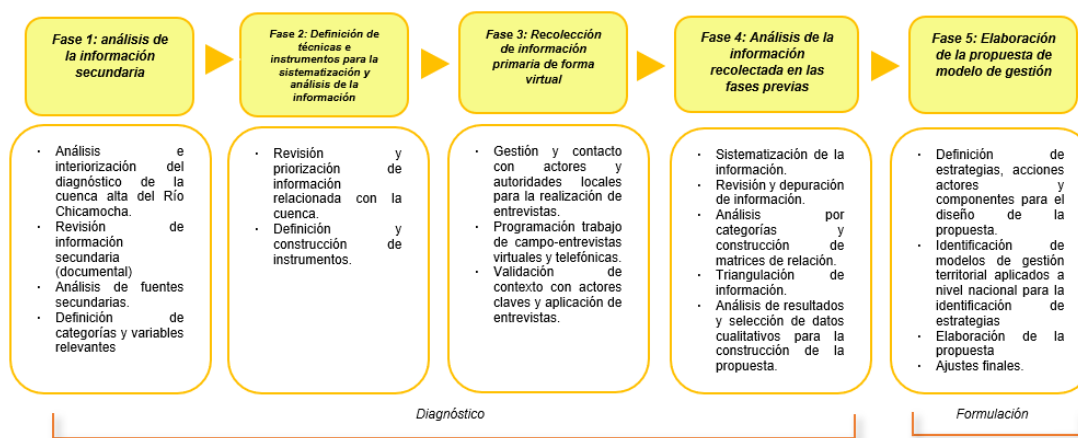 Fase 1: análisis de
la información
secundaria
Fase 2: Definición de
técnicas e
instrumentos para la
sistematización y
análisis de la
información
Fase 3: Recolección
de información
primaria de forma
virtual
Fase 4: Análisis de la
información
recolectada en las
fases previas
Fase 5: Elaboración
de la propuesta de
modelo de gestión
· Análisis e
interiorización del
diagnóstico de la
cuenca alta del Río
Chicamocha.
· Revisión de
información
secundaria
(documental)
· Análisis de fuentes
secundarias.
· Definición de
categorías y variables
relevantes
· Revisión y
priorización de
información
relacionada con la
cuenca.
· Definición y
construcción de
instrumentos.
· Gestión y contacto
con actores y
autoridades locales
para la realización de
entrevistas.
· Programación trabajo
de campo-entrevistas
virtuales y telefónicas.
· Validación de
contexto con actores
claves y aplicación de
entrevistas.
· Sistematización de la
información.
· Revisión y depuración
de información.
· Análisis por
categorías y
construcción de
matrices de relación.
· Triangulación de
información.
· Análisis de resultados
y selección de datos
cualitativos para la
construcción de la
propuesta.
· Definición de
estrategias, acciones
actores y
componentes para el
diseño de la
propuesta.
· Identificación de
modelos de gestión
territorial aplicados a
nivel nacional para la
identificación de
estrategias
· Elaboración de la
propuesta
· Ajustes finales.
Diagnóstico
Formulación